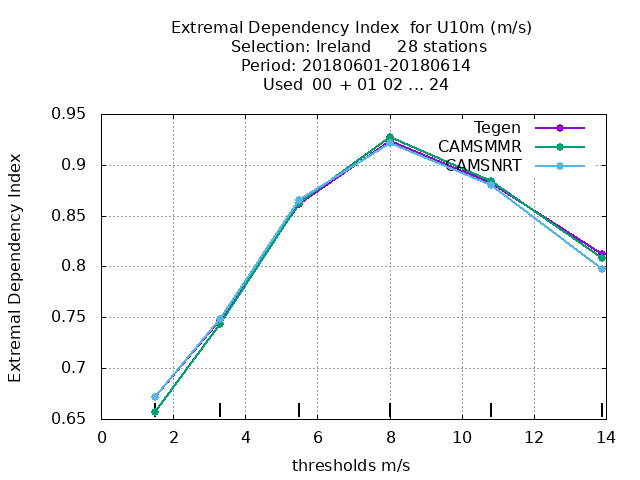 Extremal Dependency Index  for U10m (m/s)
Selection: Ireland     28 stations
Period: 20180601-20180614
Used  00 + 01 02 ... 24
0.95
0.9
0.85
0.8
0.75
0.7
0.65
Extremal Dependency Index
Tegen
CAMSMMR
CAMSNRT
0 2 4 6 8 10 12 14
thresholds m/s